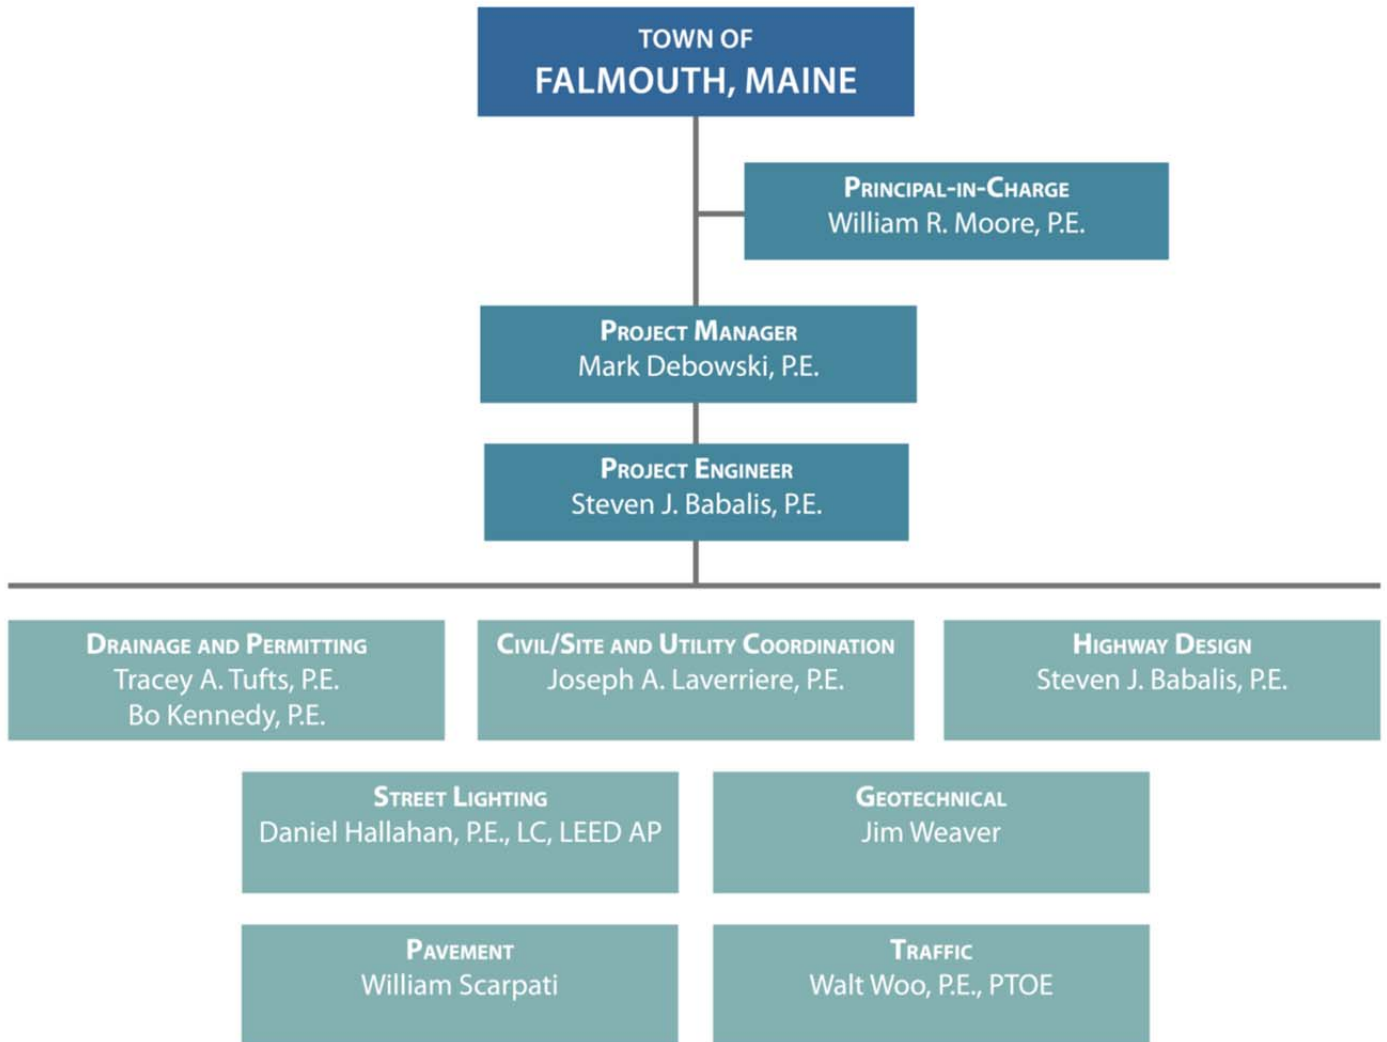 TOWN OF
FALMOUTH, MAINE
PRINCIPAL-IN-CHARGE
William R. Moore, P.E.
PROJECT MANAGER
Mark Debowski, P.E.
PROJECT ENGINEER
Steven J. Babalis, P.E.
DRAINAGE AND PERMITTING
Tracey A. Tufts, P.E.
Bo Kennedy, P.E.
CIVIL/SITE AND UTILITY COORDINATION
Joseph A. Laverriere, P.E.
HIGHWAY DESIGN
Steven J. Babalis, P.E.
STREET LIGHTING
Daniel Hallahan, P.E., LC, LEED AP
GEOTECHNICAL
Jim Weaver
PAVEMENT
William Scarpati
TRAFFIC
Walt Woo, P.E., PTOE